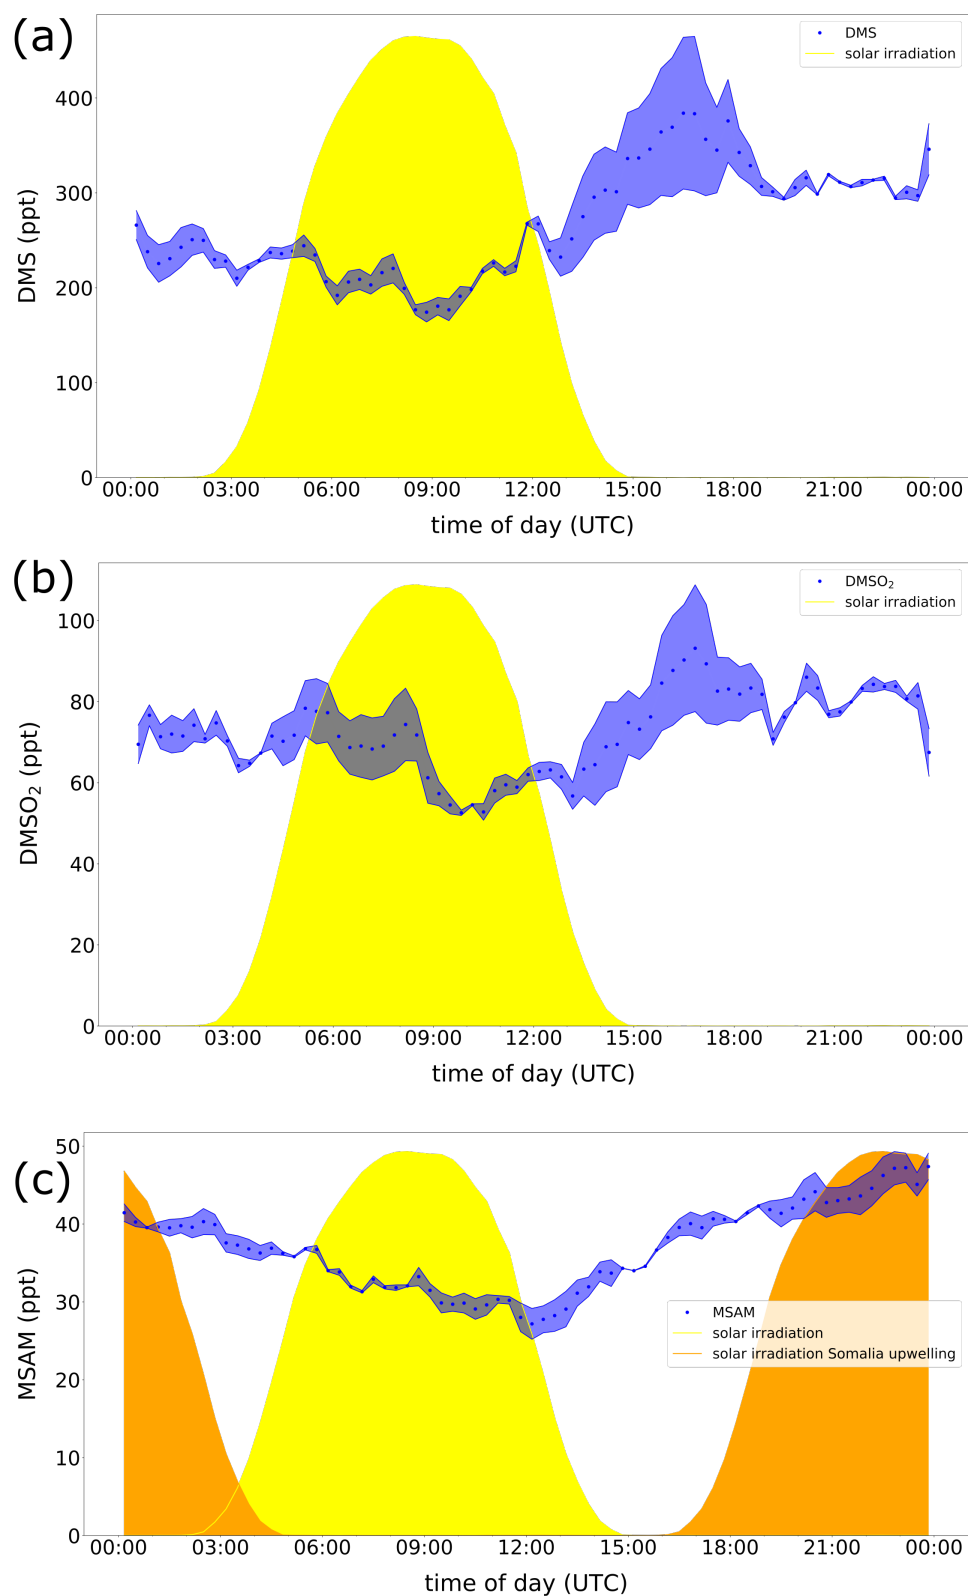 (a)
DMS
solar irradiation
DMS (ppt)
400
300
200
100
0
00:00 03:00 06:00 09:00 12:00 15:00 18:00 21:00 00:00
time of day (UTC)
(b)
DMSO₂
solar irradiation
DMSO₂ (ppt)
100
80
60
40
20
0
00:00 03:00 06:00 09:00 12:00 15:00 18:00 21:00 00:00
time of day (UTC)
(c)
MSAM (ppt)
50
40
30
20
10
0
MSAM
solar irradiation
solar irradiation Somalia upwelling
00:00 03:00 06:00 09:00 12:00 15:00 18:00 21:00 00:00
time of day (UTC)